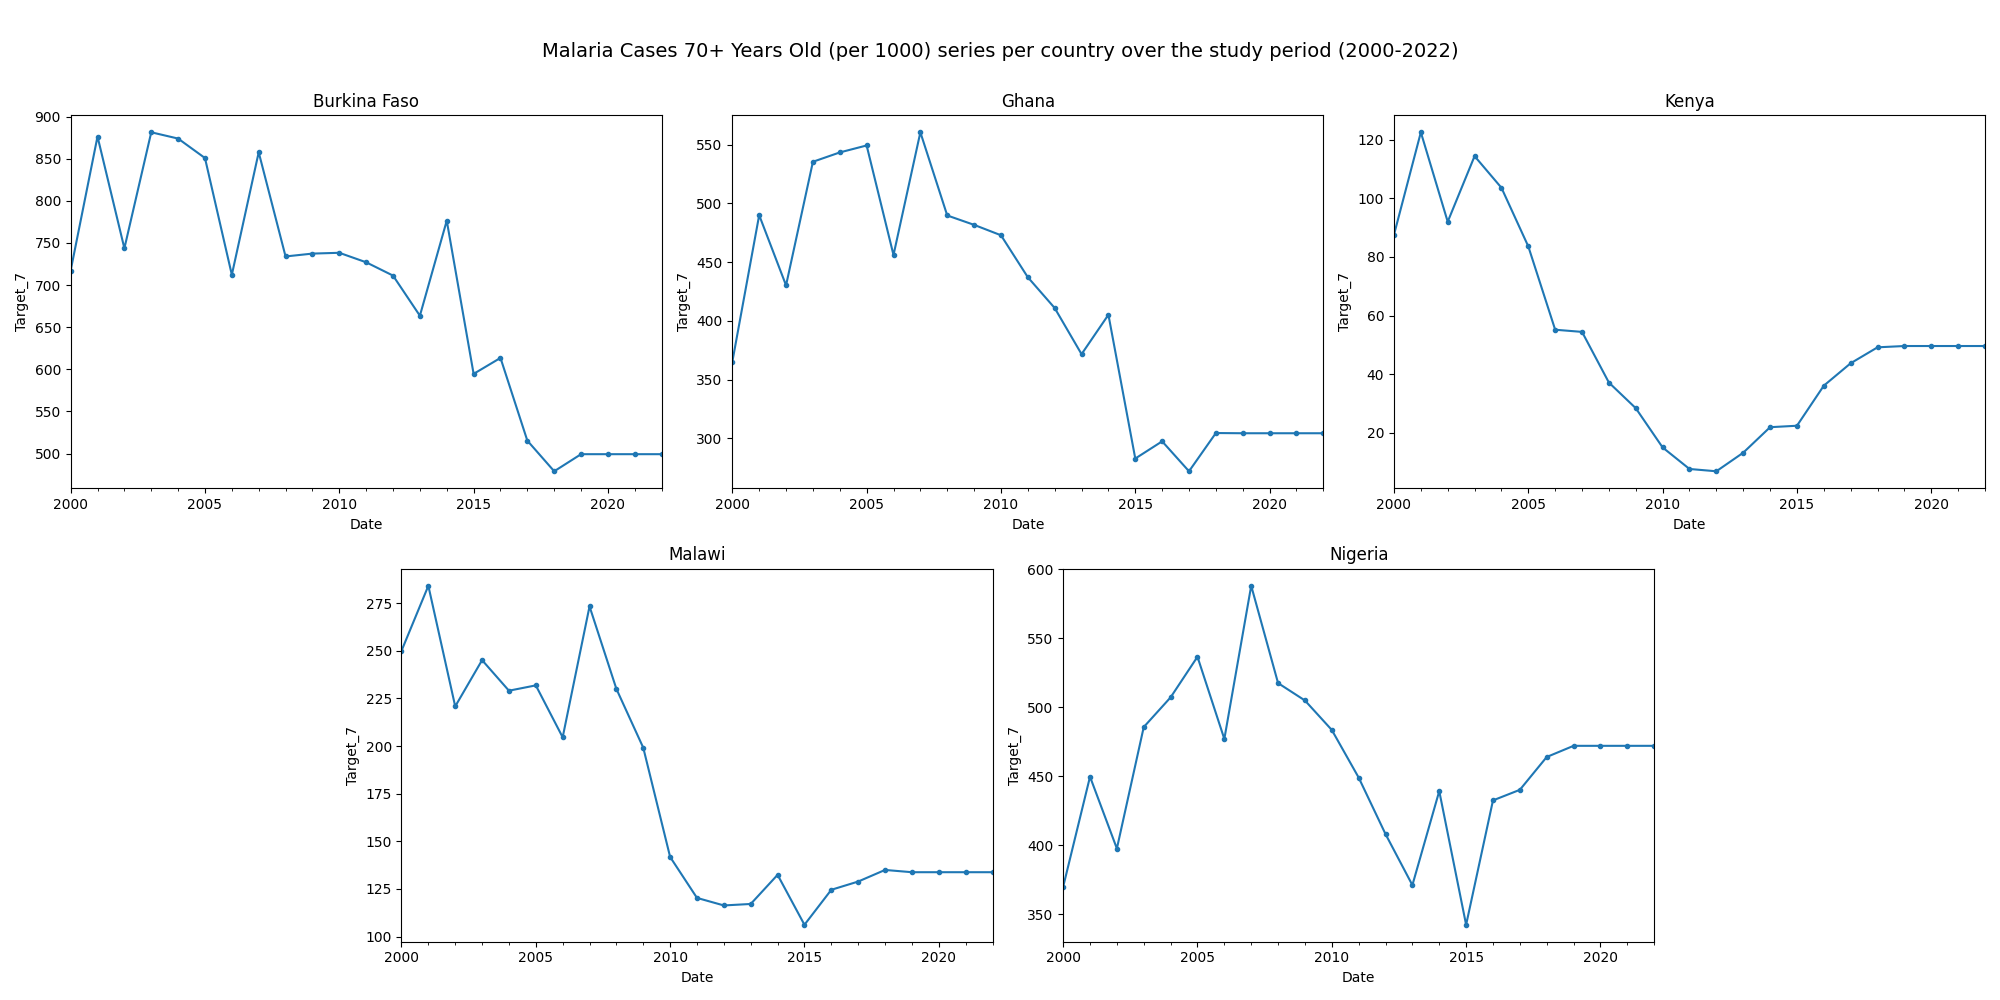 Malaria Cases 70+ Years Old (per 1000) series per country over the study period (2000-2022)
Burkina Faso
900
850
800
750
700
650
600
550
500
Target_7
2000 2005 2010 2015 2020
Date
Ghana
550
500
450
400
350
300
Target_7
2000 2005 2010 2015 2020
Date
Kenya
120
100
80
60
40
20
Target_7
2000 2005 2010 2015 2020
Date
Malawi
275
250
225
200
175
150
125
100
Target_7
2000 2005 2010 2015 2020
Date
Nigeria
600
550
500
450
400
350
Target_7
2000 2005 2010 2015 2020
Date